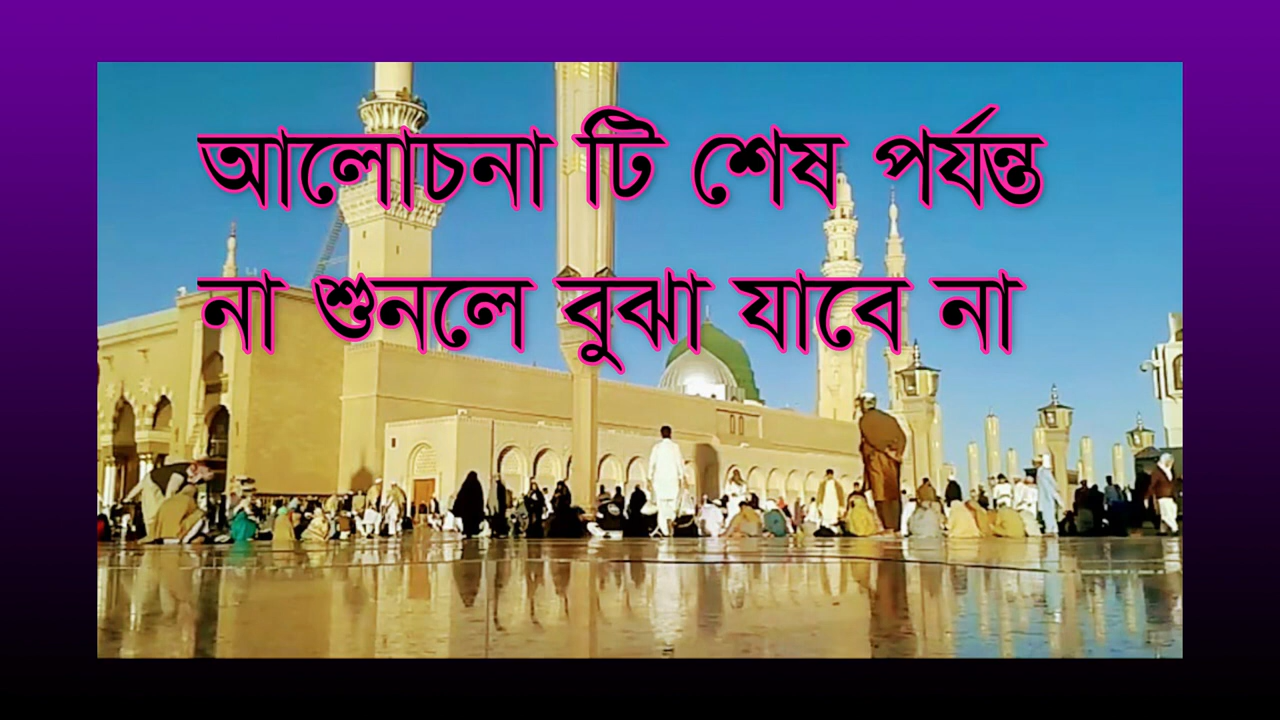 আলোচনা টি শেষ পর্যন্ত
না শুনলে বুঝা যাবে না